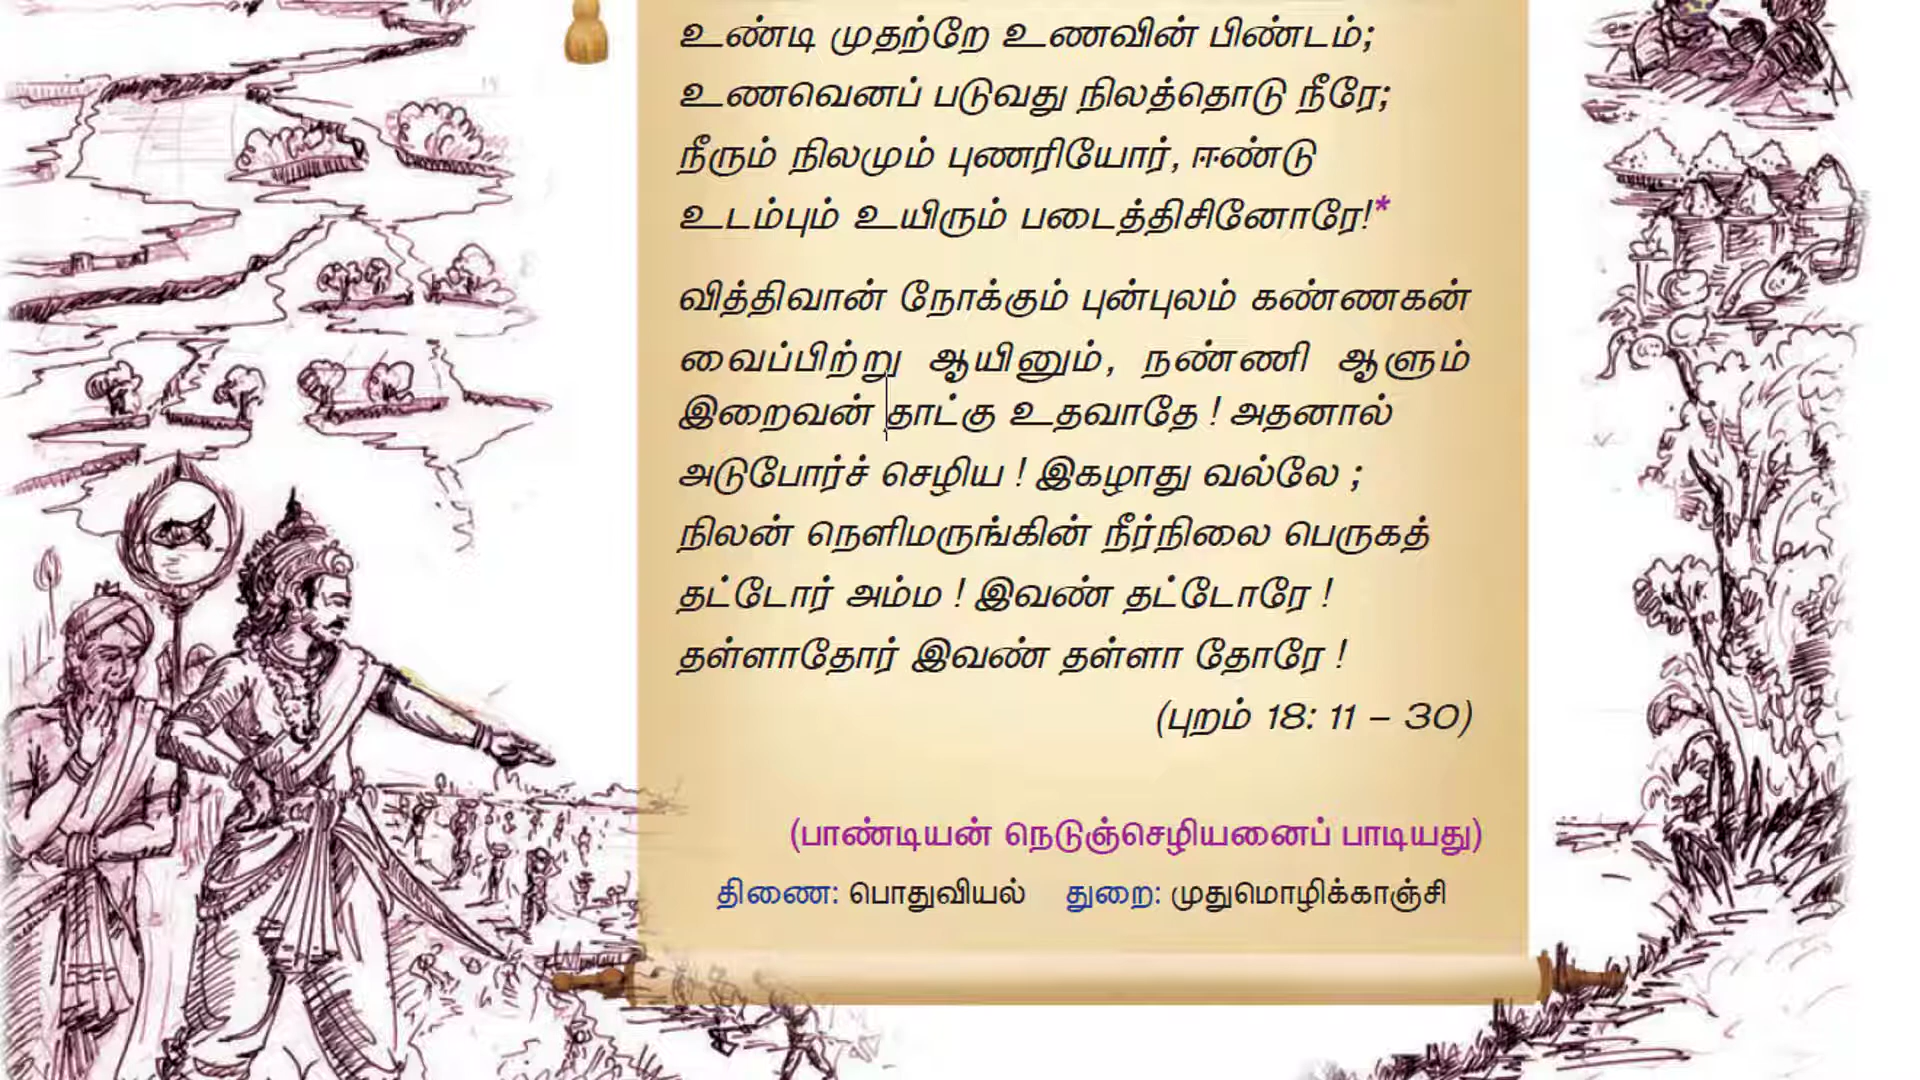 உண்டி முதற்றே உணவின் பிண்டம்;
உணவெனப் படுவது நிலத்தொடு நீரே;
நீரும் நிலமும் புணரியோர், ஈண்டு
உடம்பும் உயிரும் படைத்திசினோரே!*
வித்திவான் நோக்கும் புன்புலம் கண்ணகன்
வைப்பிற்று ஆயினும், நண்ணி ஆளும்
இறைவன் தாட்கு உதவாதே ! அதனால்
அடுபோர்ச் செழிய ! இகழாது வல்லே ;
நிலன் நெளிமருங்கின் நீர்நிலை பெருகத்
தட்டோர் அம்ம ! இவண் தட்டோரே !
தள்ளாதோர் இவண் தள்ளா தோரே !
(புறம் 18: 11 – 30)
(பாண்டியன் நெடுஞ்செழியனைப் பாடியது)
திணை: பொதுவியல் துறை: முதுமொழிக்காஞ்சி